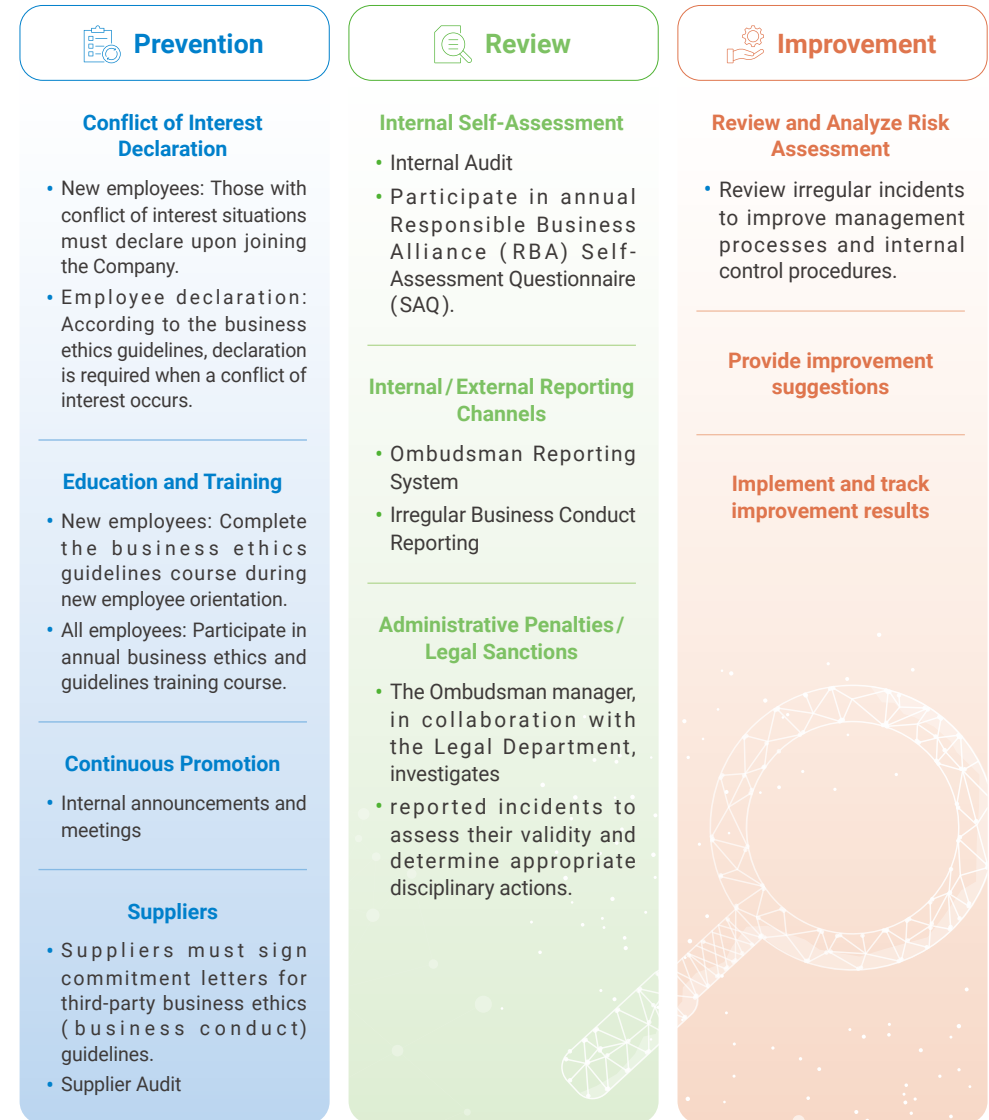 Prevention
Conflict of Interest
Declaration
• New employees: Those with
conflict of interest situations
must declare upon joining
the Company.
• Employee declaration:
According to the business
ethics guidelines, declaration
is required when a conflict of
interest occurs.
Education and Training
• New employees: Complete
the business ethics
guidelines course during
new employee orientation.
• All employees: Participate in
annual business ethics and
guidelines training course.
Continuous Promotion
• Internal announcements and
meetings
Suppliers
• Suppliers must sign
commitment letters for
third-party business ethics
(business conduct)
guidelines.
• Supplier Audit
Review
Internal Self-Assessment
• Internal Audit
• Participate in annual
Responsible Business
Alliance (RBA) Self-
Assessment Questionnaire
(SAQ).
Internal/External Reporting
Channels
• Ombudsman Reporting
System
• Irregular Business Conduct
Reporting
Administrative Penalties/
Legal Sanctions
• The Ombudsman manager,
in collaboration with
the Legal Department,
investigates
• reported incidents to
assess their validity and
determine appropriate
disciplinary actions.
Improvement
Review and Analyze Risk
Assessment
• Review irregular incidents
to improve management
processes and internal
control procedures.
Provide improvement
suggestions
Implement and track
improvement results